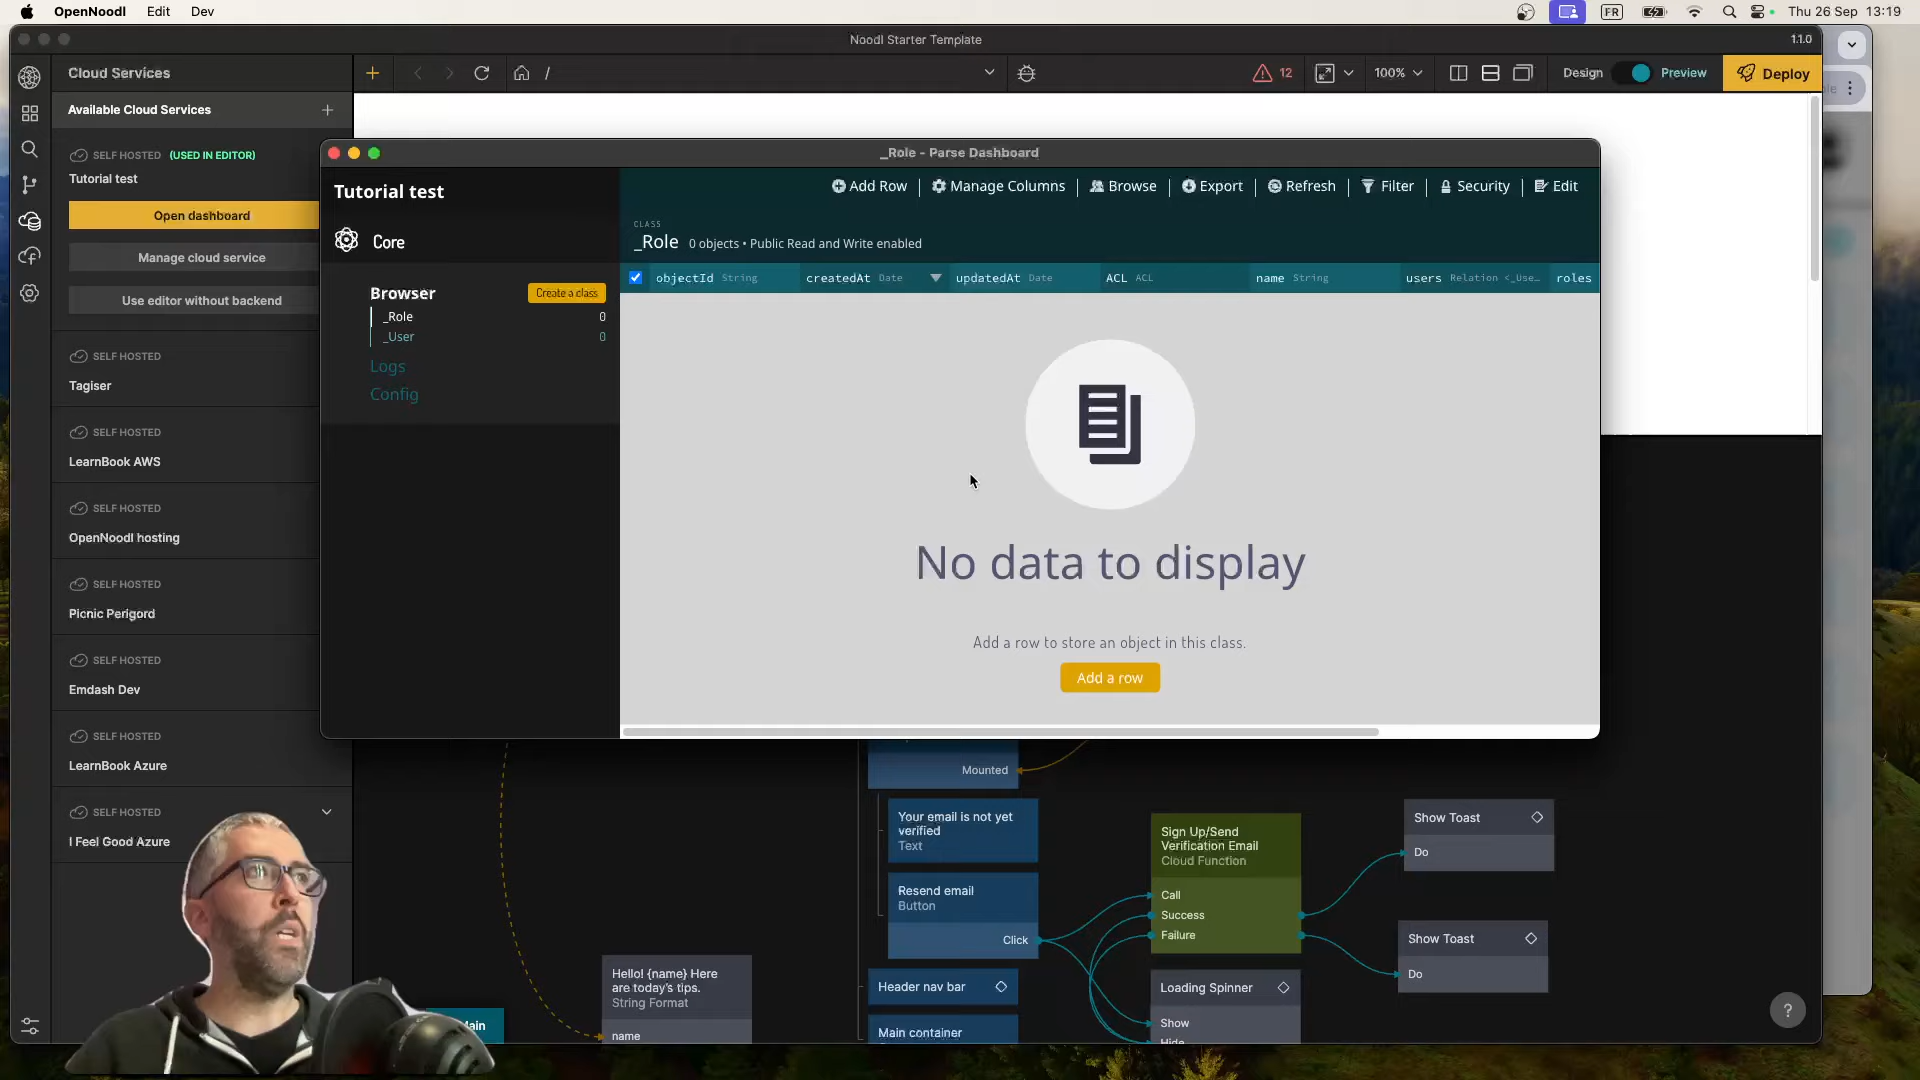 OpenNoodl Edit Dev
FR Thu 26 Sep 13:19
Noodl Starter Template
1.1.0
Cloud Services
/
12
100%
Design Preview
Deploy
Available Cloud Services
SELF HOSTED (USED IN EDITOR)
Tutorial test
Open dashboard
Manage cloud service
Use editor without backend
SELF HOSTED
Tagiser
SELF HOSTED
LearnBook AWS
SELF HOSTED
OpenNoodl hosting
SELF HOSTED
Picnic Perigord
SELF HOSTED
Emdash Dev
SELF HOSTED
LearnBook Azure
SELF HOSTED
I Feel Good Azure
_Role - Parse Dashboard
Tutorial test
Core
Browser
Create a class
_Role 0
_User 0
Logs
Config
Add Row Manage Columns Browse Export Refresh Filter Security Edit
CLASS
_Role 0 objects • Public Read and Write enabled
objectId String createdAt Date updatedAt Date ACL ACL name String users Relation <_Use... roles
No data to display
Add a row to store an object in this class.
Add a row
Mounted
Your email is not yet
verified
Text
Resend email
Button
Click
Header nav bar
Main container
Sign Up/Send
Verification Email
Cloud Function
Call
Success
Failure
Loading Spinner
Show
Hide
Show Toast
Do
Show Toast
Do
Hello! {name} Here
are today's tips.
String Format
name
?